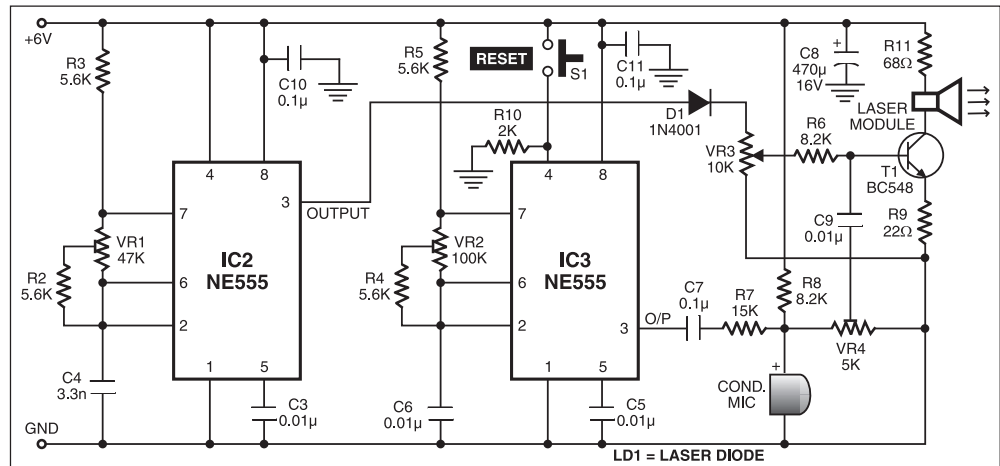 +6V
R3
5.6K
C10
0.1µ
R5
5.6K
RESET
S1
C11
0.1µ
C8
+
470µ
16V
R11
68Ω
LASER
MODULE
R10
2K
D1
1N4001
VR3
10K
R6
8.2K
T1
BC548
4
8
3
OUTPUT
4
8
7
VR1
47K
R2
5.6K
6
2
IC2
NE555
1
5
7
VR2
100K
R4
5.6K
6
2
IC3
NE555
3
O/P
1
5
C9
0.01µ
R9
22Ω
C7
0.1µ
R7
15K
R8
8.2K
VR4
5K
C4
3.3n
C3
0.01µ
C6
0.01µ
C5
0.01µ
+
COND.
MIC
GND
LD1 = LASER DIODE